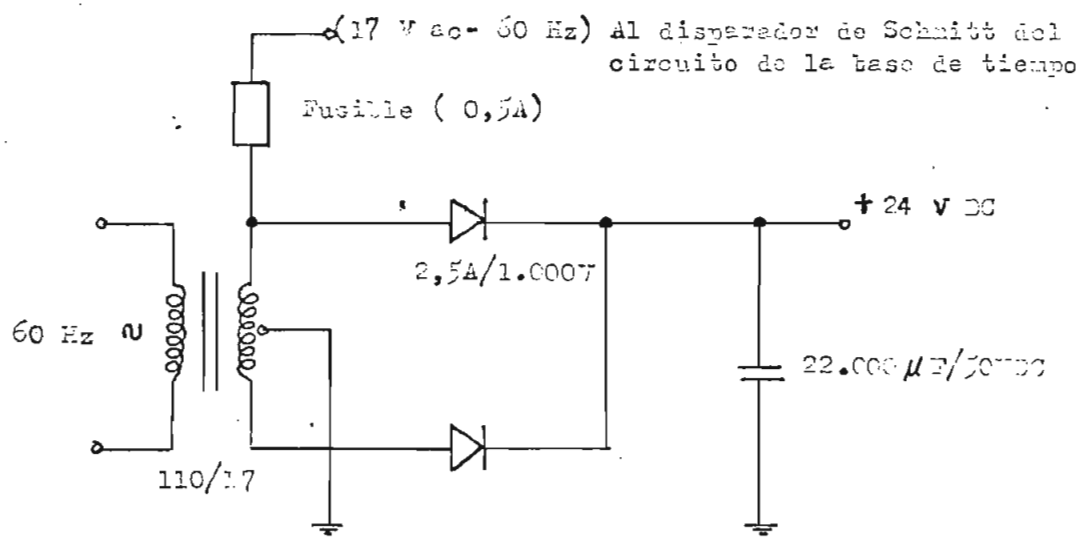 (17 V ac- 60 Hz) Al disparador de Schmitt del
circuito de la base de tiempo
Fusille ( 0,5A)
+ 24 V DC
2,5A/1.000V
60 Hz ~
22.000 μF/50VDC
110/17